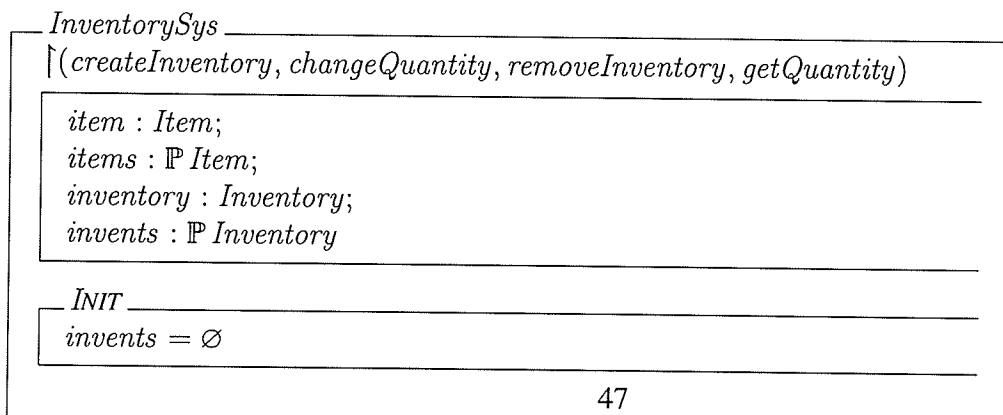 InventorySys
↾(createInventory, changeQuantity, removeInventory, getQuantity)
item : Item;
items : ℙ Item;
inventory : Inventory;
invents : ℙ Inventory
INIT
invents = ∅
47